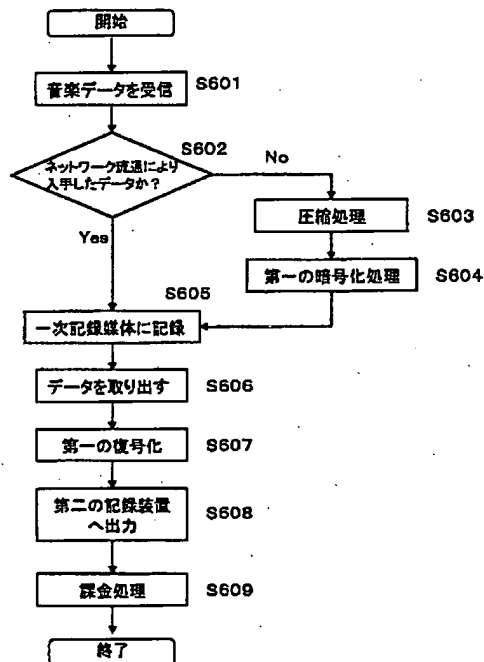 開始
音楽データを受信
S601
S602
ネットワーク流通により
入手したデータか？
No
Yes
圧縮処理
S603
第一の暗号化処理
S604
S605
一次記録媒体に記録
データを取り出す
S606
第一の復号化
S607
第二の記録装置
へ出力
S608
課金処理
S609
終了